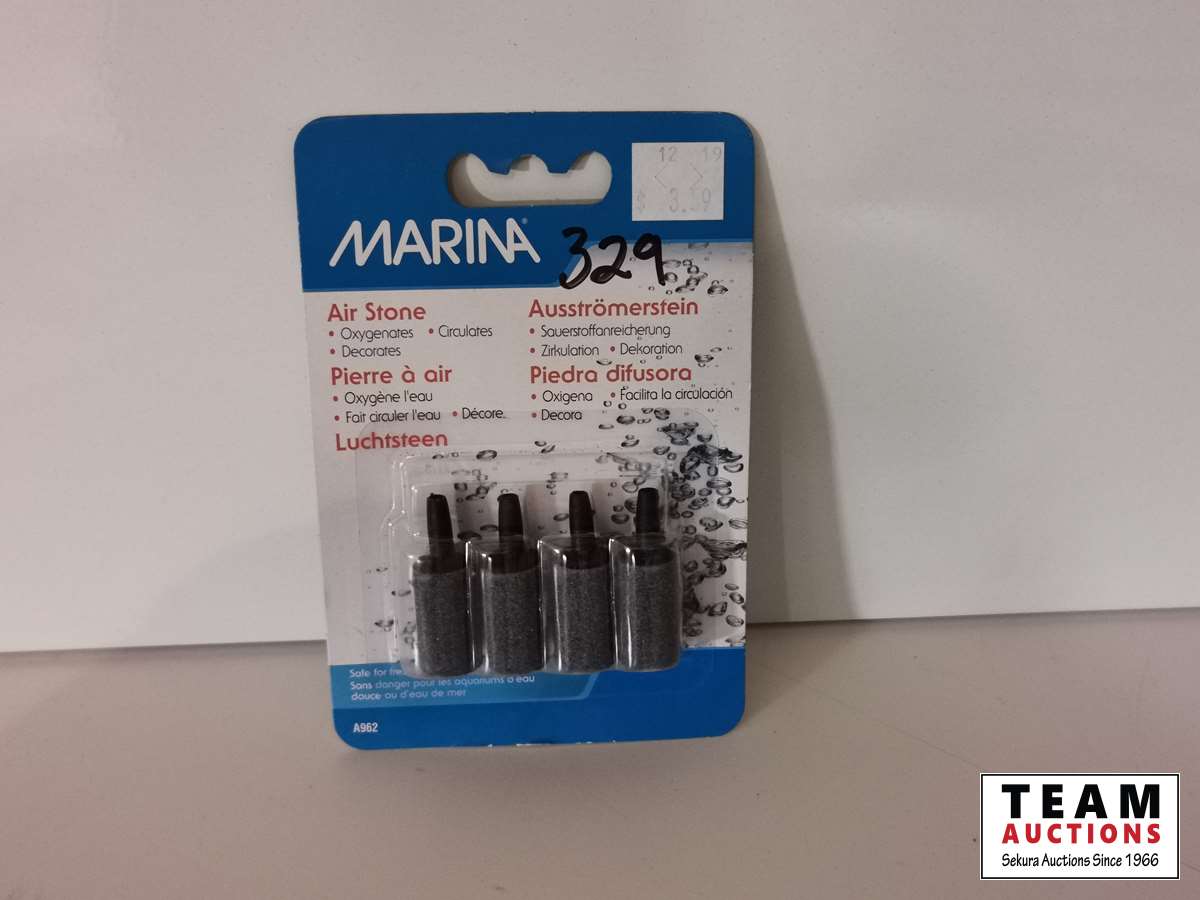 12 19
$ 3.
MARINA®
329
Air Stone
• Oxygenates • Circulates
• Decorates
Pierre à air
• Oxygène l'eau
• Fait circuler l'eau • Décore.
Luchtsteen
Ausströmerstein
• Sauerstoffanreicherung
• Zirkulation • Dekoration
Piedra difusora
• Oxigena • Facilita la circulación
• Decora
Safe for
Sans danger pour les aquariums d'eau
douce ou d'eau de mer
A962
TEAM
AUCTIONS
Sekura Auctions Since 1966